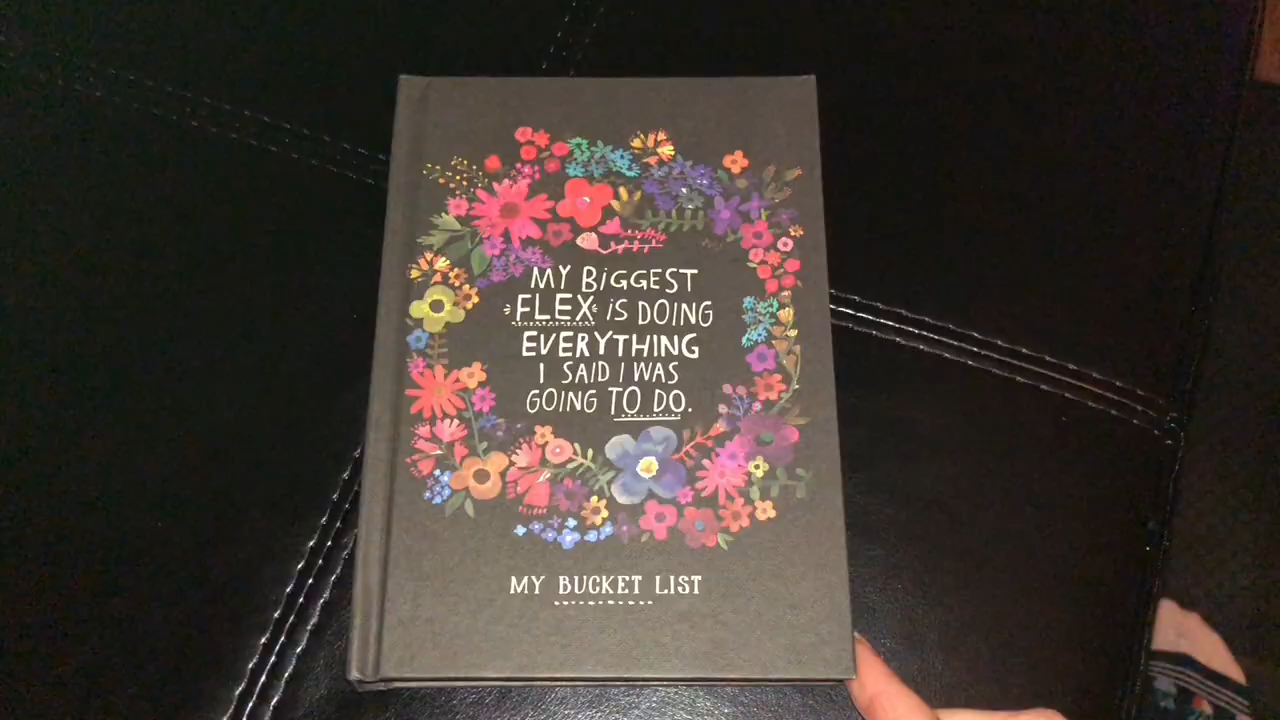 MY BiGGEST
FLEX iS DOiNG
EVERYTHING
I SAID I WAS
GOING TO DO.
MY BUCKET LIST